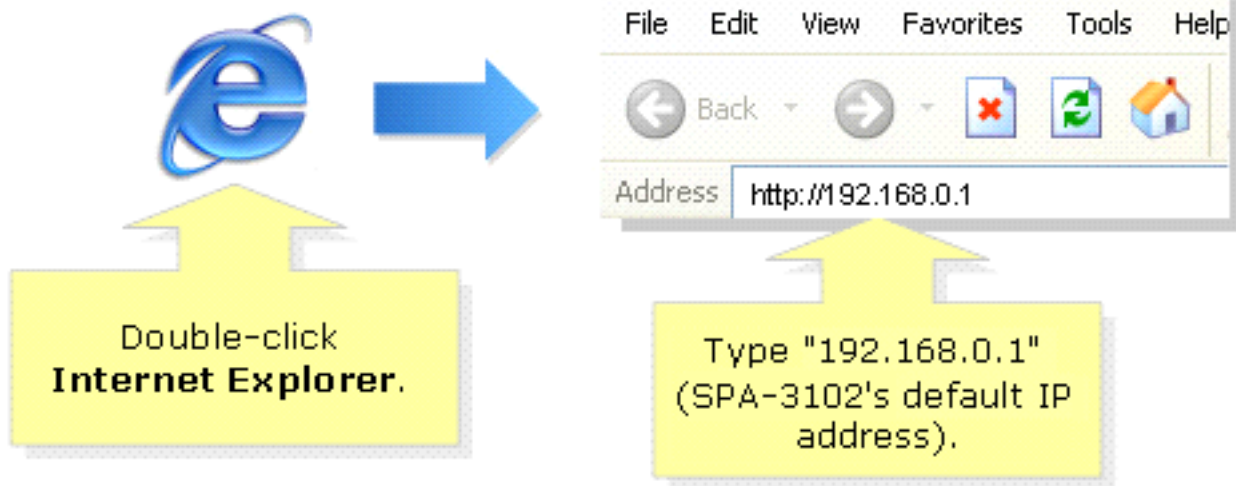 File Edit View Favorites Tools Help
Back
Address http://192.168.0.1
Double-click
Internet Explorer.
Type "192.168.0.1"
(SPA-3102's default IP
address).